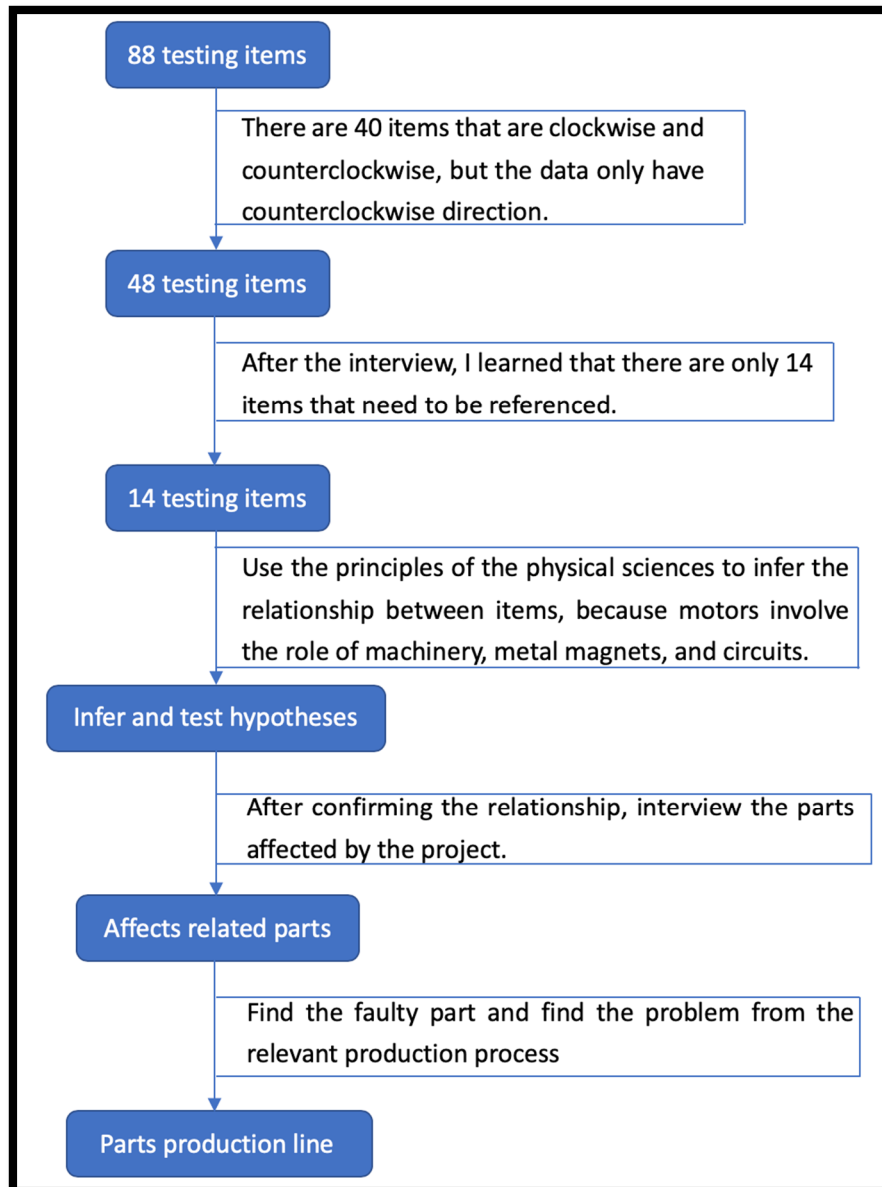 88 testing items
There are 40 items that are clockwise and
counterclockwise, but the data only have
counterclockwise direction.
48 testing items
After the interview, I learned that there are only 14
items that need to be referenced.
14 testing items
Use the principles of the physical sciences to infer the
relationship between items, because motors involve
the role of machinery, metal magnets, and circuits.
Infer and test hypotheses
After confirming the relationship, interview the parts
affected by the project.
Affects related parts
Find the faulty part and find the problem from the
relevant production process
Parts production line